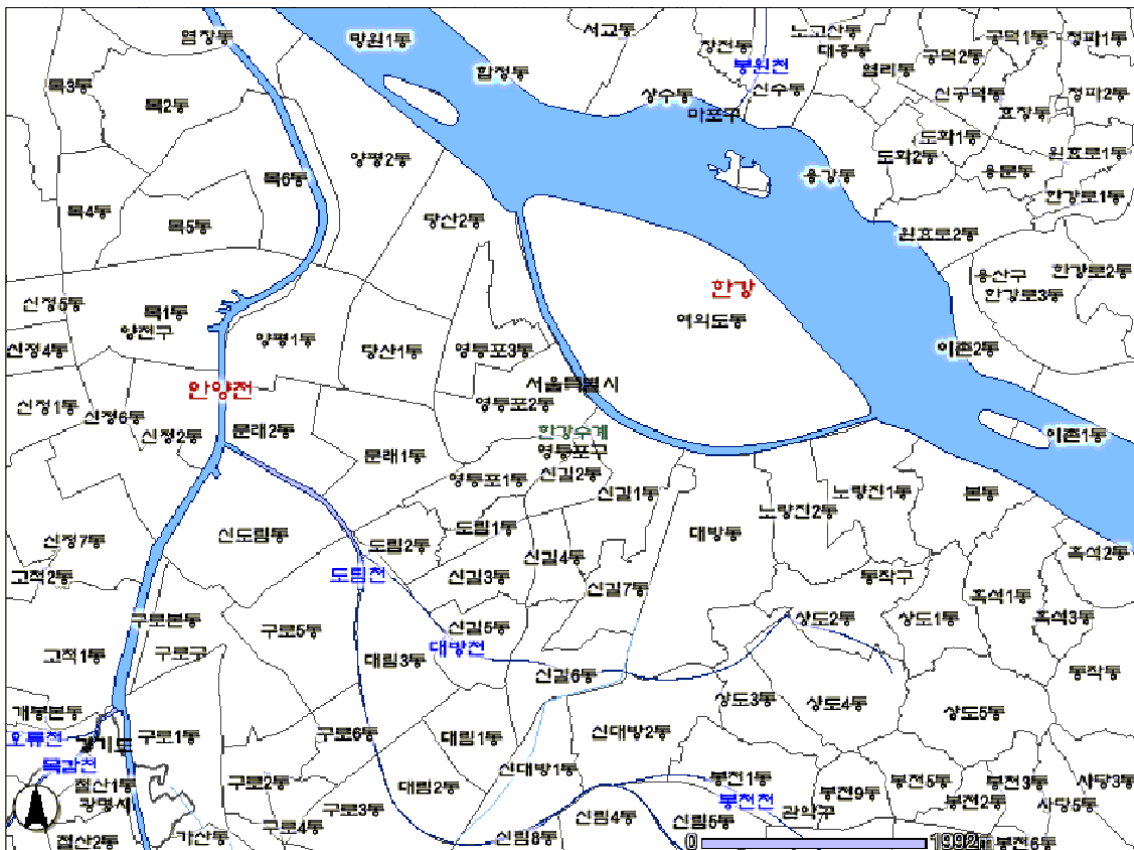 염창동
망원1동
서교동
창전동
노고산동
대흥동
공덕2동
공덕1동
청파1동
목3동
목2동
합정동
봉원천
염리동
상수동
신수동
신공덕동
청파2동
마포구
효창동
양평2동
도화1동
도화2동
원효로1동
목6동
용강동
용문동
한강로1동
목4동
목5동
당산2동
원효로2동
용산구
한강로2동
한강로3동
한강
신정5동
목1동
양천구
여의도동
신정4동
양평1동
당산1동
영등포3동
이촌2동
안양천
서울특별시
신정1동
신정6동
영등포2동
신정2동
문래2동
한강수계
이촌1동
영등포구
문래1동
영등포1동
신길2동
신길1동
노량진1동
본동
노량진2동
신정7동
신도림동
도림2동
도림1동
대방동
신길4동
흑석2동
고척2동
도림천
신길3동
신길7동
동작구
흑석1동
구로본동
구로5동
신길5동
상도2동
상도1동
흑석3동
대방천
고척1동
구로구
대림3동
신길6동
동작동
상도3동
상도4동
상도5동
개봉본동
오류천
경기도
구로1동
구로6동
대림1동
신대방2동
목감천
신대방1동
철산1동
광명시
구로2동
대림2동
봉천1동
봉천5동
봉천3동
사당3동
봉천천
봉천9동
봉천2동
사당5동
구로3동
관악구
철산2동
가산동
구로4동
신림8동
신림4동
신림5동
봉천6동
0
1992m